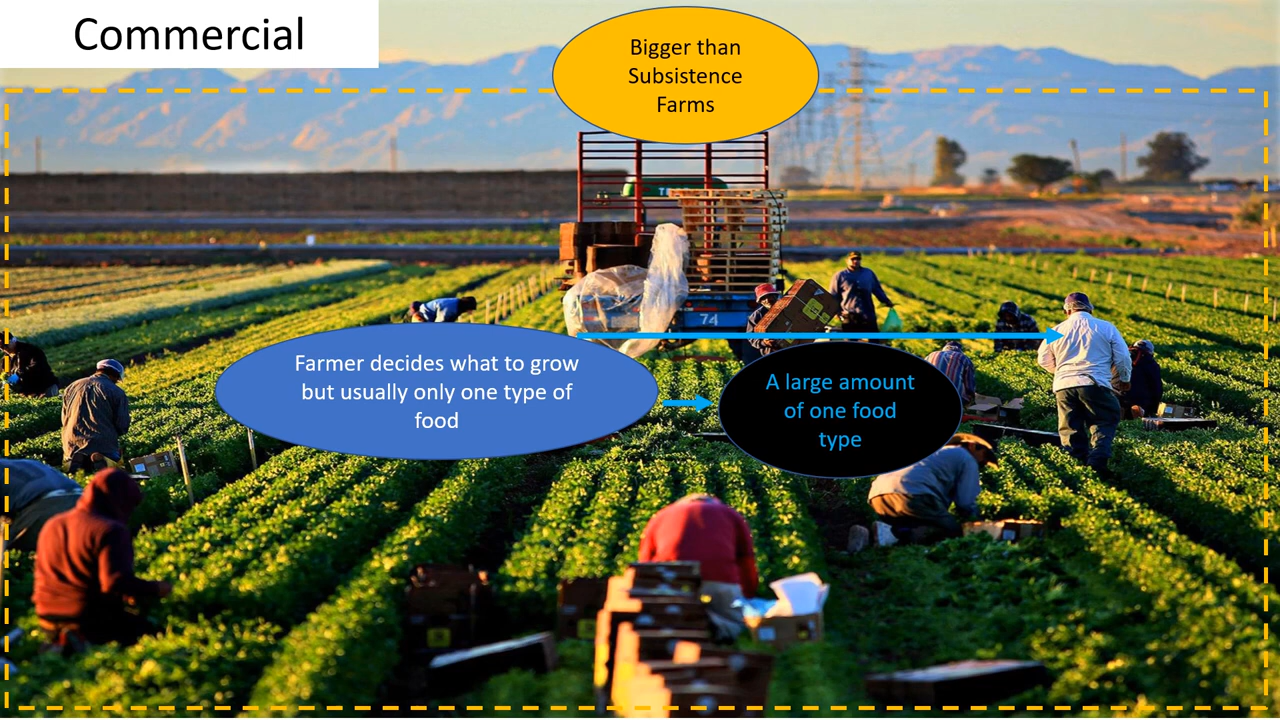 Commercial
Bigger than
Subsistence
Farms
74
Farmer decides what to grow
but usually only one type of
food
A large amount
of one food
type